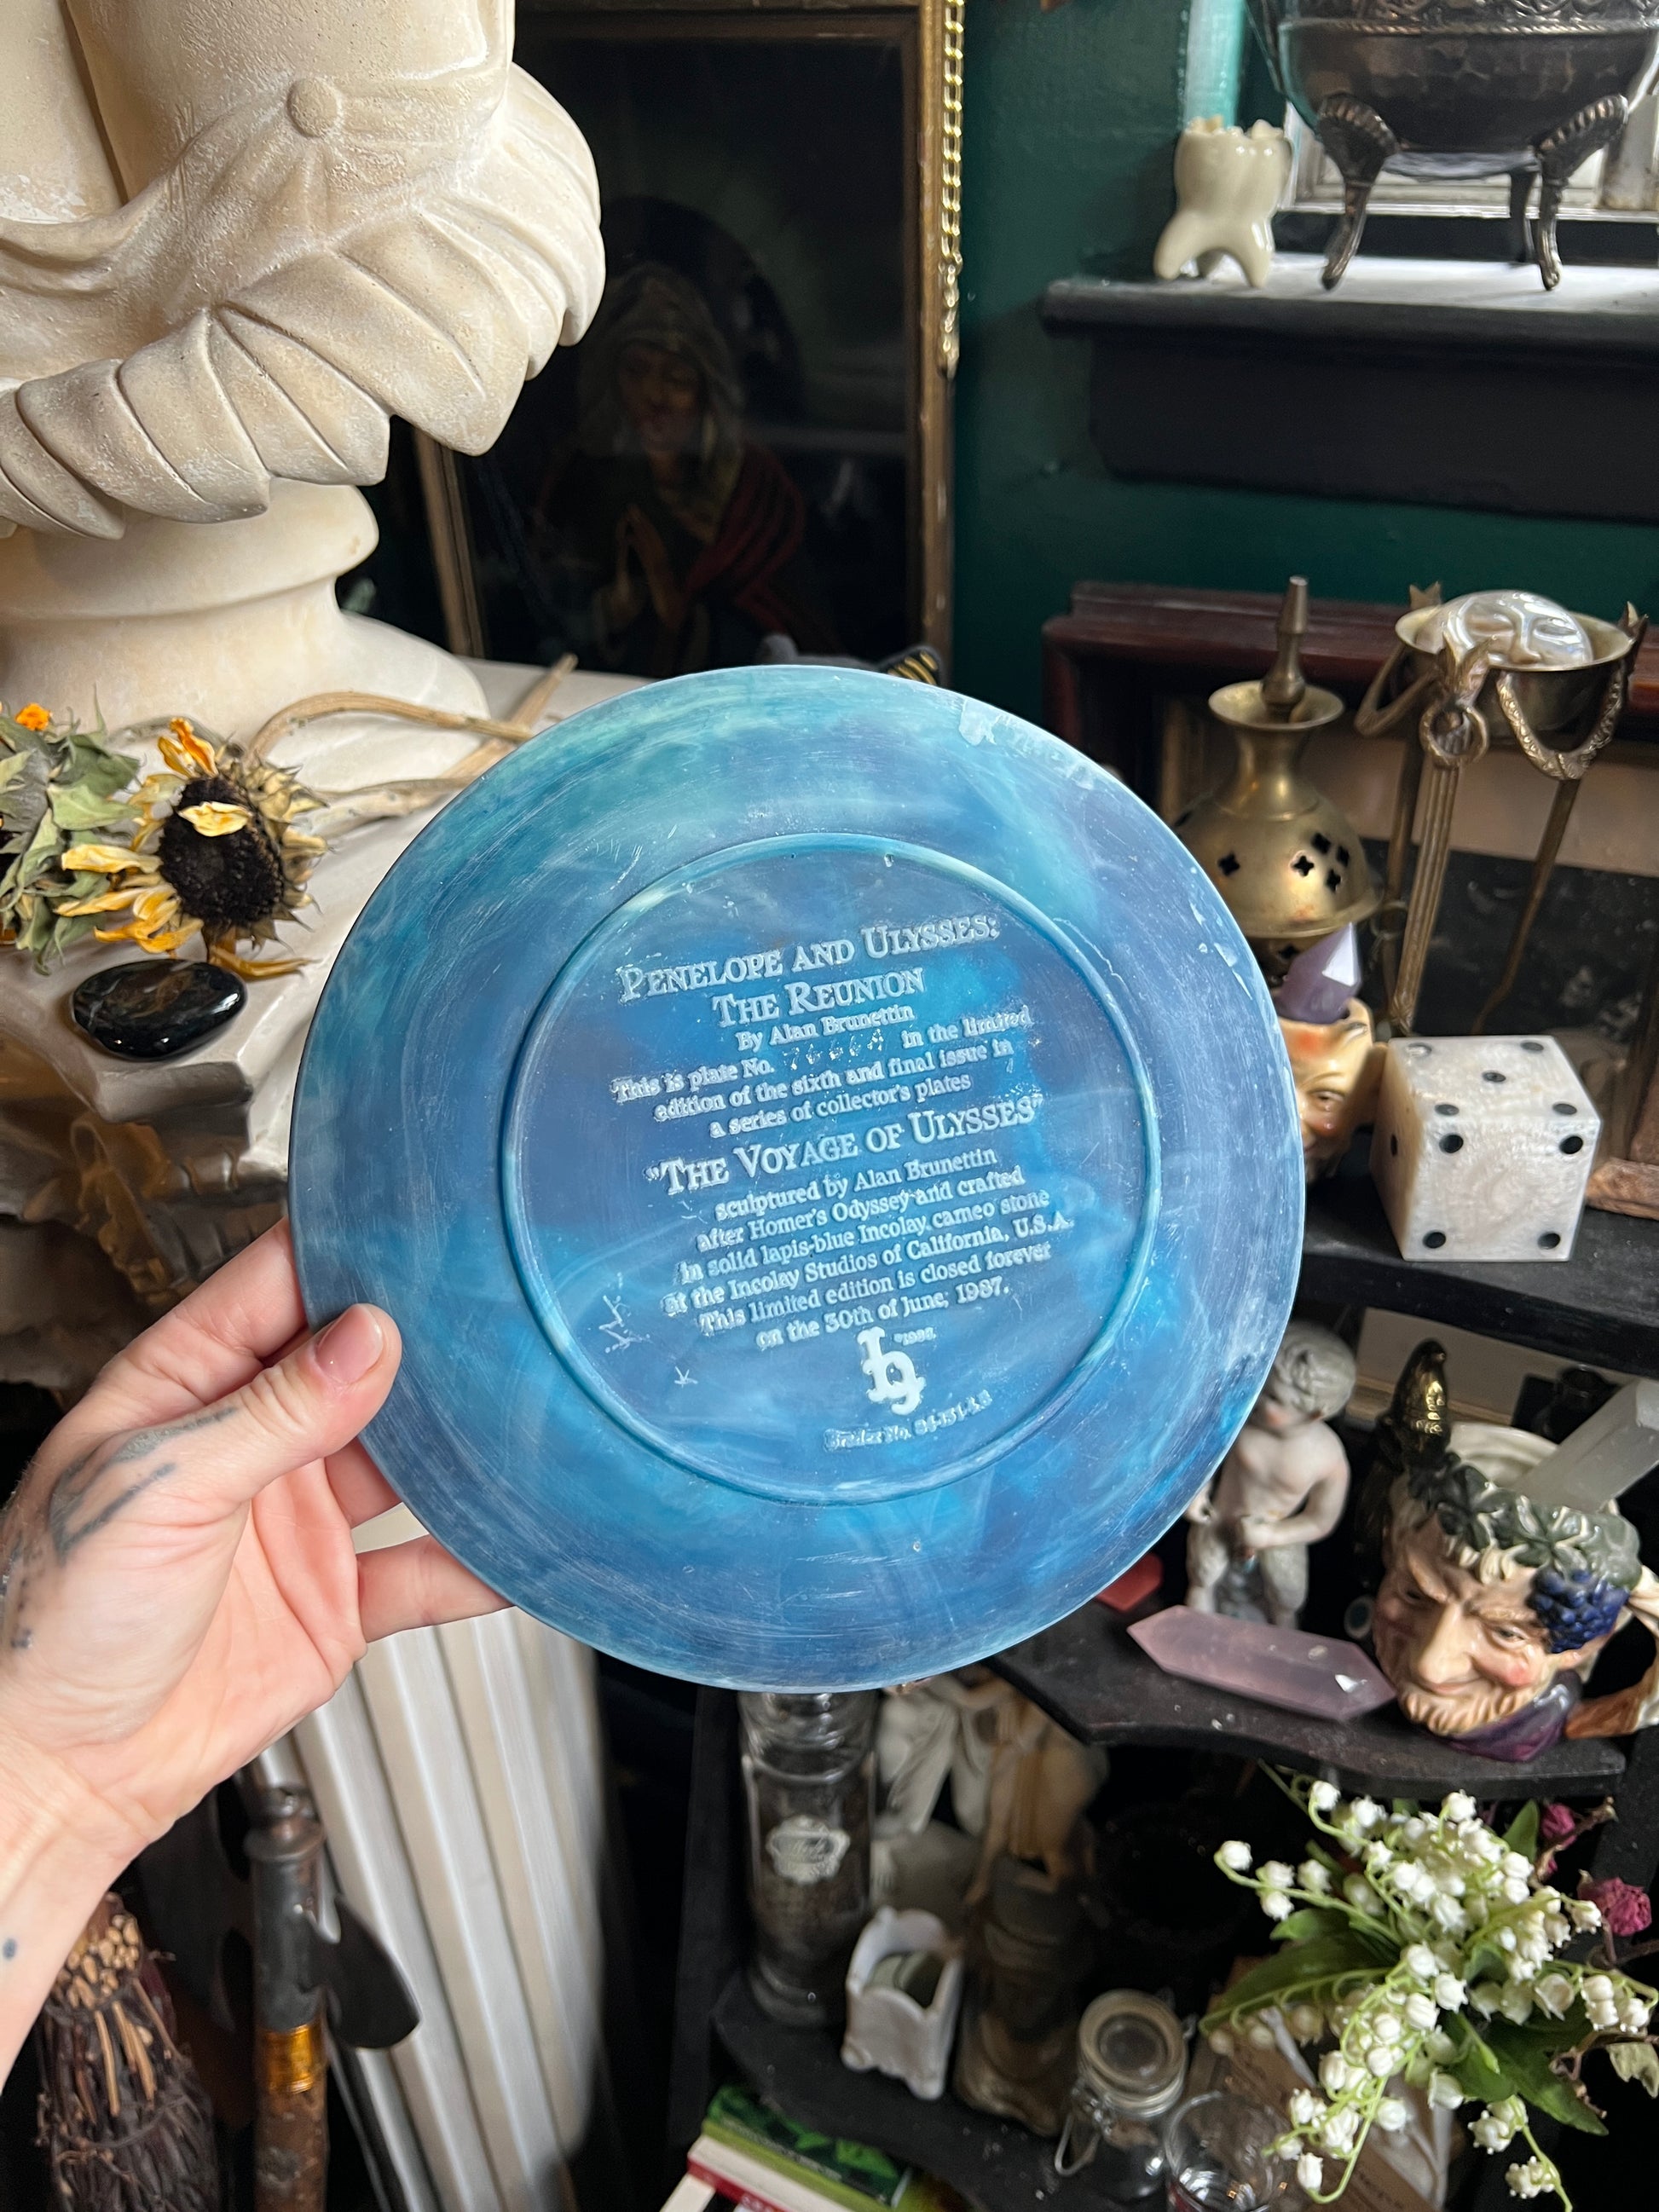 PENELOPE AND ULYSSES:
THE REUNION
By Alan Brunettin
This is plate No. in the limited
edition of the sixth and final issue in
a series of collector's plates
"THE VOYAGE OF ULYSSES"
sculptured by Alan Brunettin
after Homer's Odyssey and crafted
in solid lapis-blue Incolay cameo stone
at the Incolay Studios of California, U.S.A.
This limited edition is closed forever
on the 30th of June, 1987.
Bradex No.